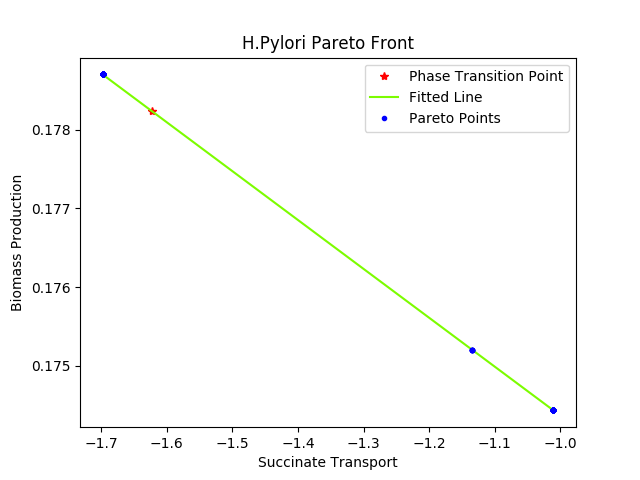 H.Pylori Pareto Front
Phase Transition Point
Fitted Line
Pareto Points
Biomass Production
0.178
0.177
0.176
0.175
−1.7 −1.6 −1.5 −1.4 −1.3 −1.2 −1.1 −1.0
Succinate Transport